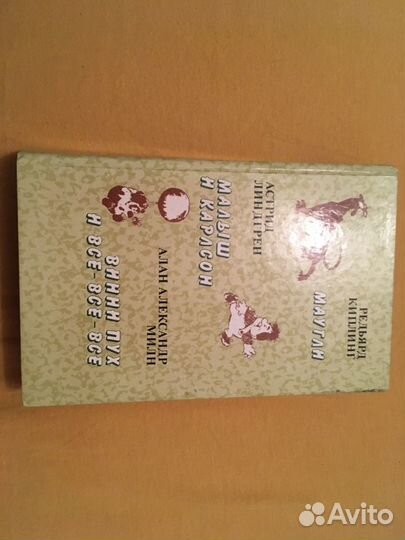 РЕДЬЯРД
КИПЛИНГ
МАУГЛИ
АСТРИД
ЛИНДГРЕН
МАЛЫШ
И КАРЛСОН
АЛАН АЛЕКСАНДР
МИЛН
ВИННИ ПУХ
И ВСЕ-ВСЕ-ВСЕ
Avito